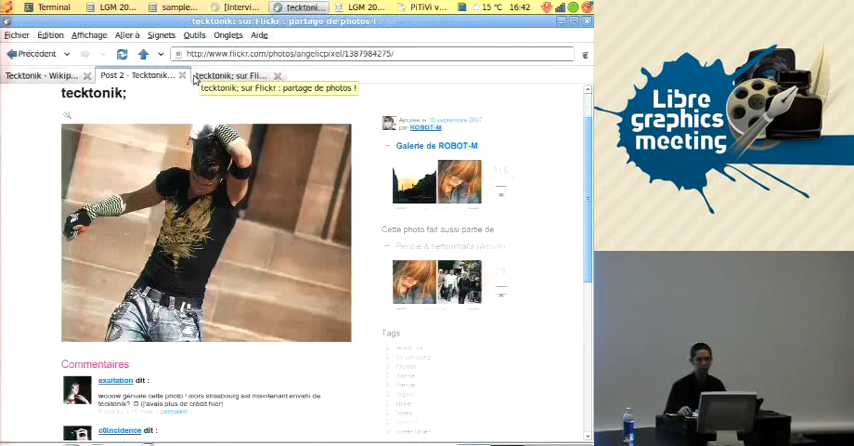 Terminal
LGM 20...
sample...
[Intervi...
tecktoni...
LGM 20...
PiTiVi v...
15 °C
16:42
tecktonik; sur Flickr : partage de photos !
Fichier Édition Affichage Aller à Signets Outils Onglets Aide
Précédent
http://www.flickr.com/photos/angelicpixel/1387984275/
Tecktonik - Wikip...
Post 2 - Tecktonik...
tecktonik; sur Fli...
tecktonik; sur Flickr : partage de photos !
tecktonik;
Ajoutée le 15 septembre 2007
par ROBOT-M
Galerie de ROBOT-M
Cette photo fait aussi partie de
Tags
Commentaires
exaltation dit :
wooow géniale cette photo ! alors strasbourg est maintenant envahi de
tecktonik? :D (j'avais plus de crédit hier)
c0incidence dit :
Libre
graphics
meeting